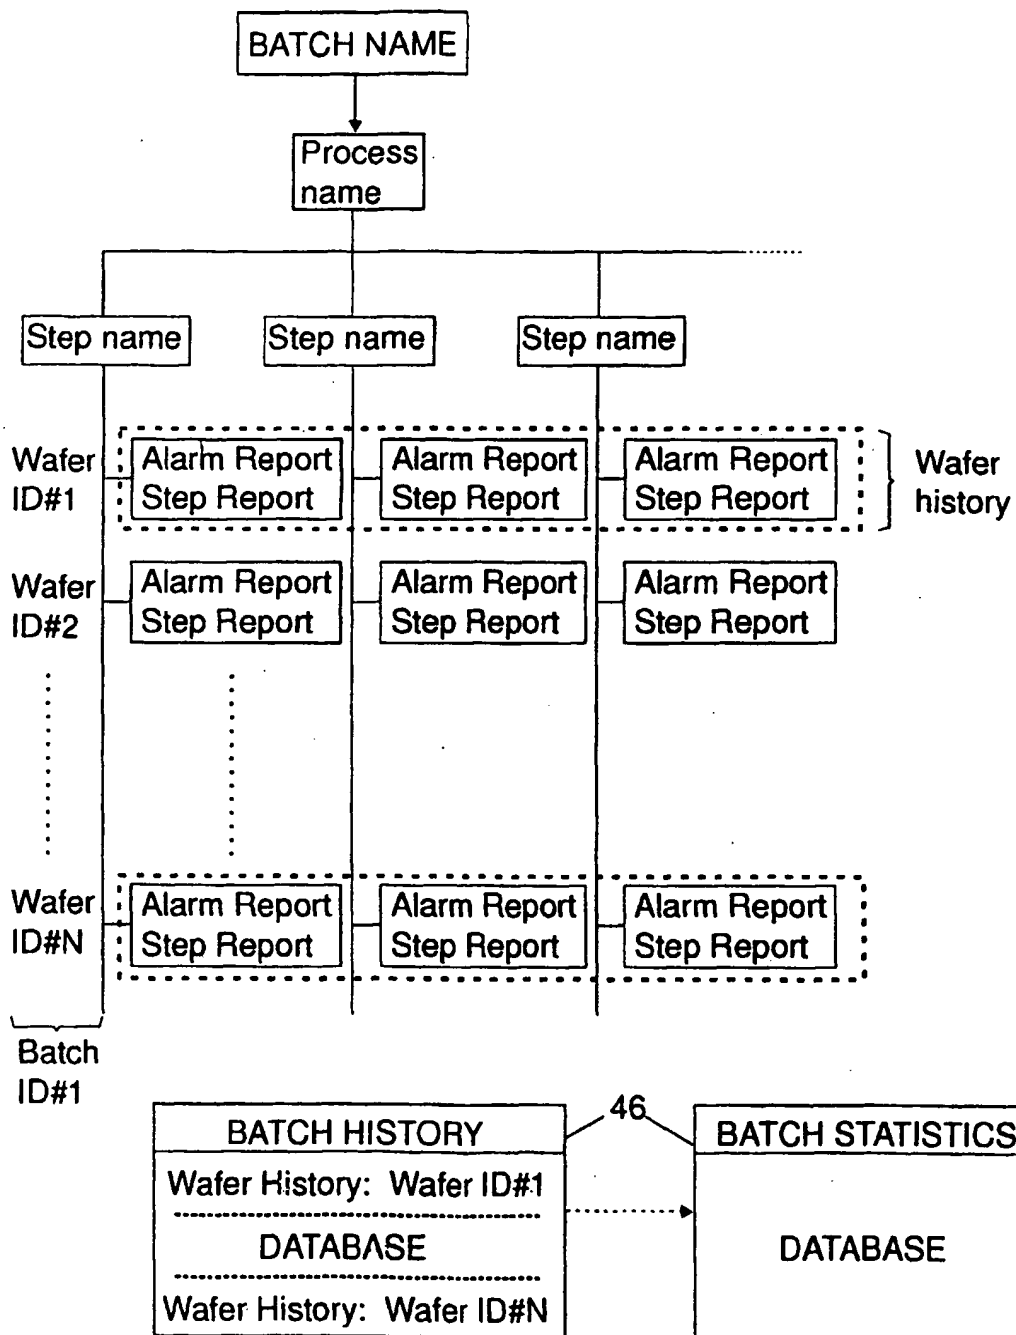 BATCH NAME
Process
name
Step name
Step name
Step name
Wafer
ID#1
Alarm Report
Step Report
Alarm Report
Step Report
Alarm Report
Step Report
Wafer
history
Wafer
ID#2
Alarm Report
Step Report
Alarm Report
Step Report
Alarm Report
Step Report
Wafer
ID#N
Alarm Report
Step Report
Alarm Report
Step Report
Alarm Report
Step Report
Batch
ID#1
46
BATCH HISTORY
Wafer History: Wafer ID#1
DATABASE
Wafer History: Wafer ID#N
BATCH STATISTICS
DATABASE